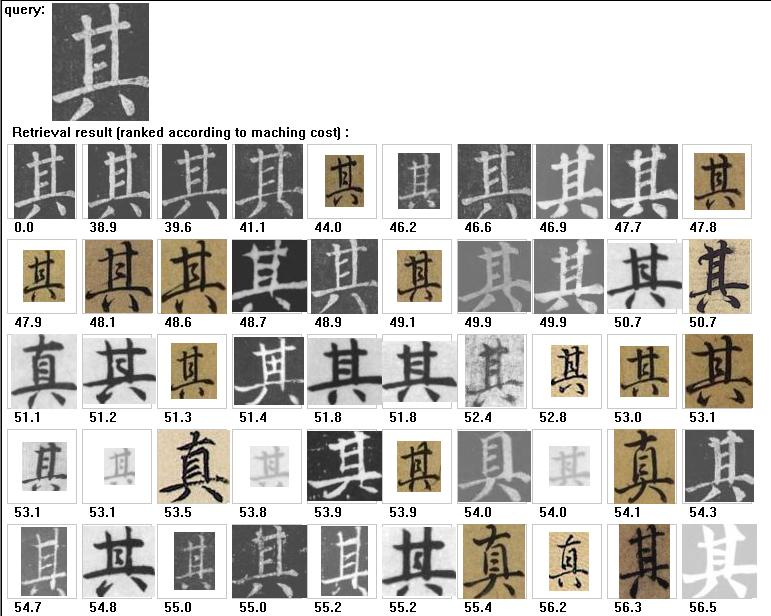 query: 其
Retrieval result (ranked according to maching cost) :
其 其 其 其 其 其 其 其 其 其
0.0 38.9 39.6 41.1 44.0 46.2 46.6 46.9 47.7 47.8
其 其 其 其 其 其 其 其 其 其
47.9 48.1 48.6 48.7 48.9 49.1 49.9 49.9 50.7 50.7
真 其 其 其 其 其 其 其 其 其
51.1 51.2 51.3 51.4 51.8 51.8 52.4 52.8 53.0 53.1
其 其 真 其 其 其 具 其 真 其
53.1 53.1 53.5 53.8 53.9 53.9 54.0 54.0 54.1 54.3
其 其 其 其 其 其 真 真 其 其
54.7 54.8 55.0 55.0 55.2 55.2 55.4 56.2 56.3 56.5